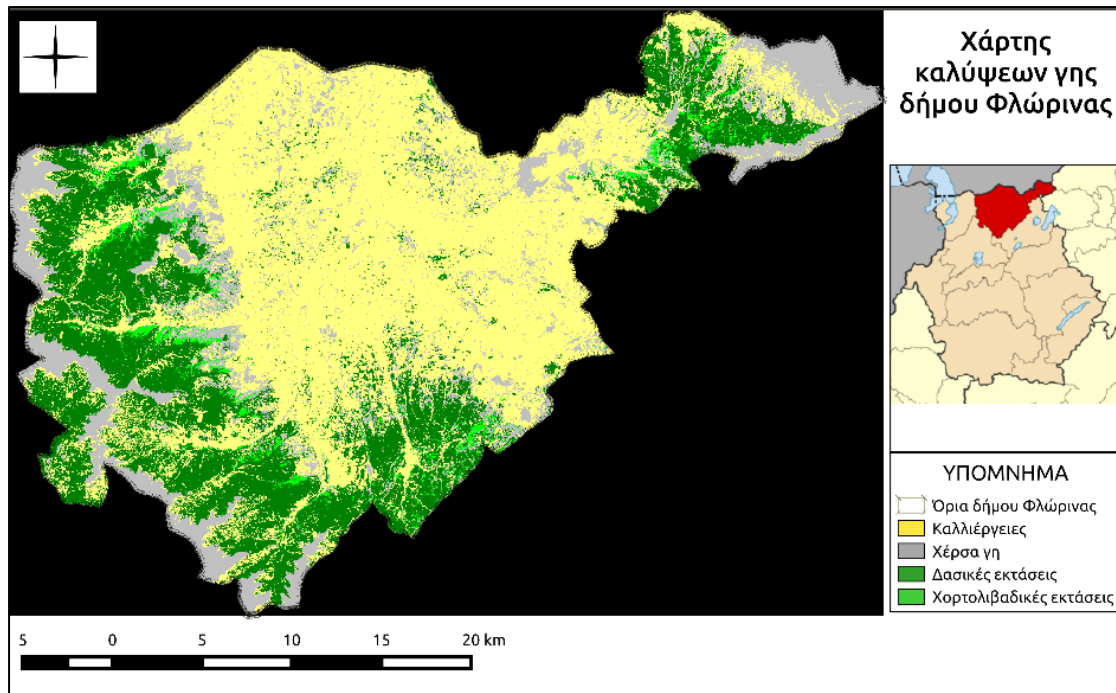 Χάρτης
καλύψεων γης
δήμου Φλώρινας
ΥΠΟΜΝΗΜΑ
Όρια δήμου Φλώρινας
Καλλιέργειες
Χέρσα γη
Δασικές εκτάσεις
Χορτολιβαδικές εκτάσεις
5 0 5 10 15 20 km